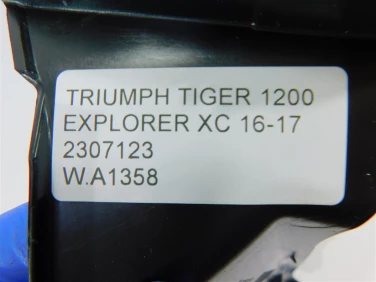 TRIUMPH TIGER 1200
EXPLORER XC 16-17
2307123
W.A1358